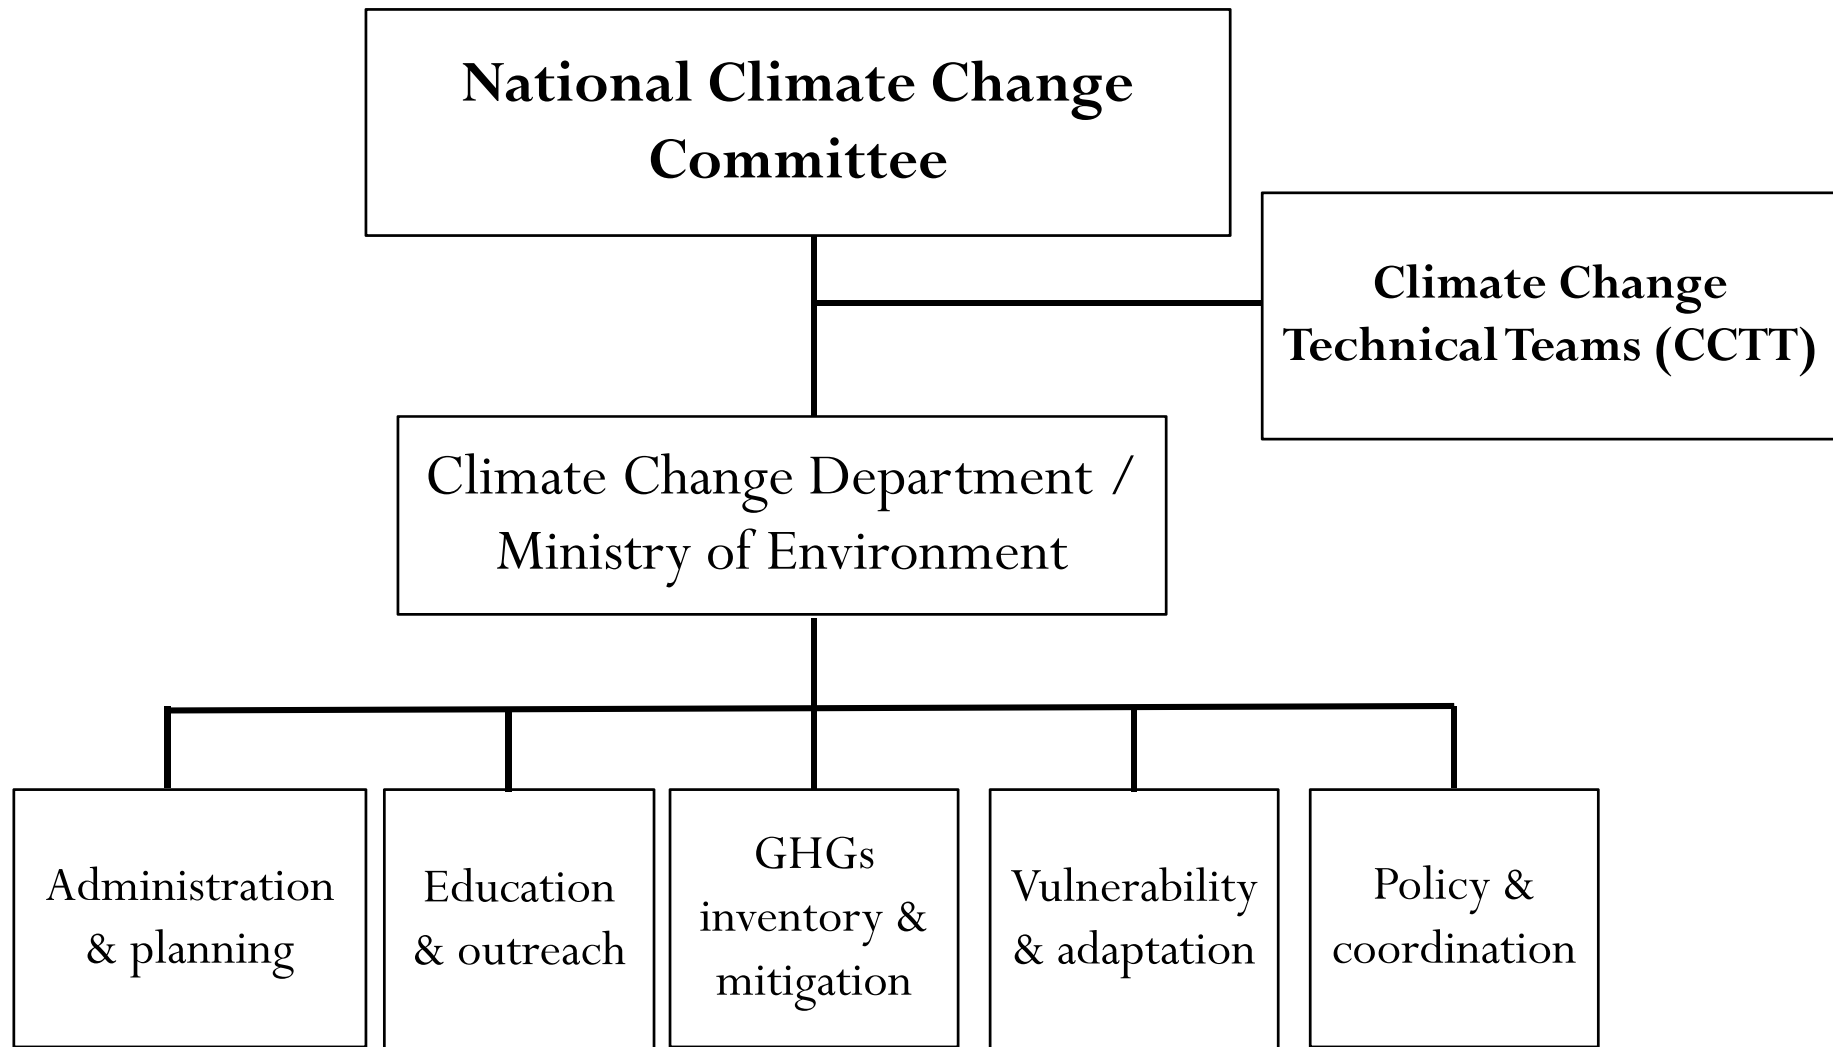 National Climate Change
Committee
Climate Change
Technical Teams (CCTT)
Climate Change Department /
Ministry of Environment
Administration
& planning
Education
& outreach
GHGs
inventory &
mitigation
Vulnerability
& adaptation
Policy &
coordination